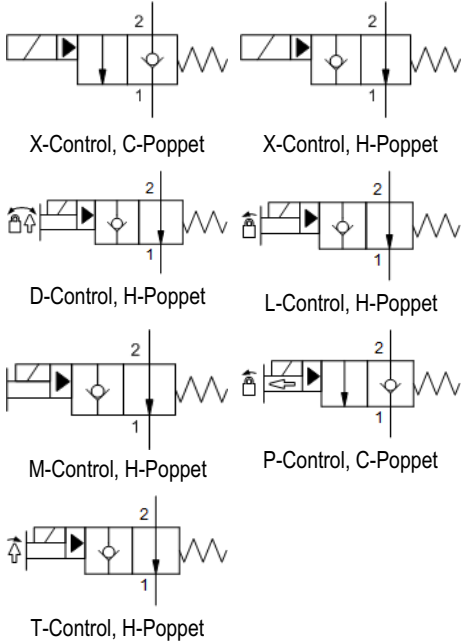 2 2
1 1
X-Control, C-Poppet X-Control, H-Poppet
2 2
1 1
D-Control, H-Poppet L-Control, H-Poppet
2 2
1 1
M-Control, H-Poppet P-Control, C-Poppet
2
1
T-Control, H-Poppet